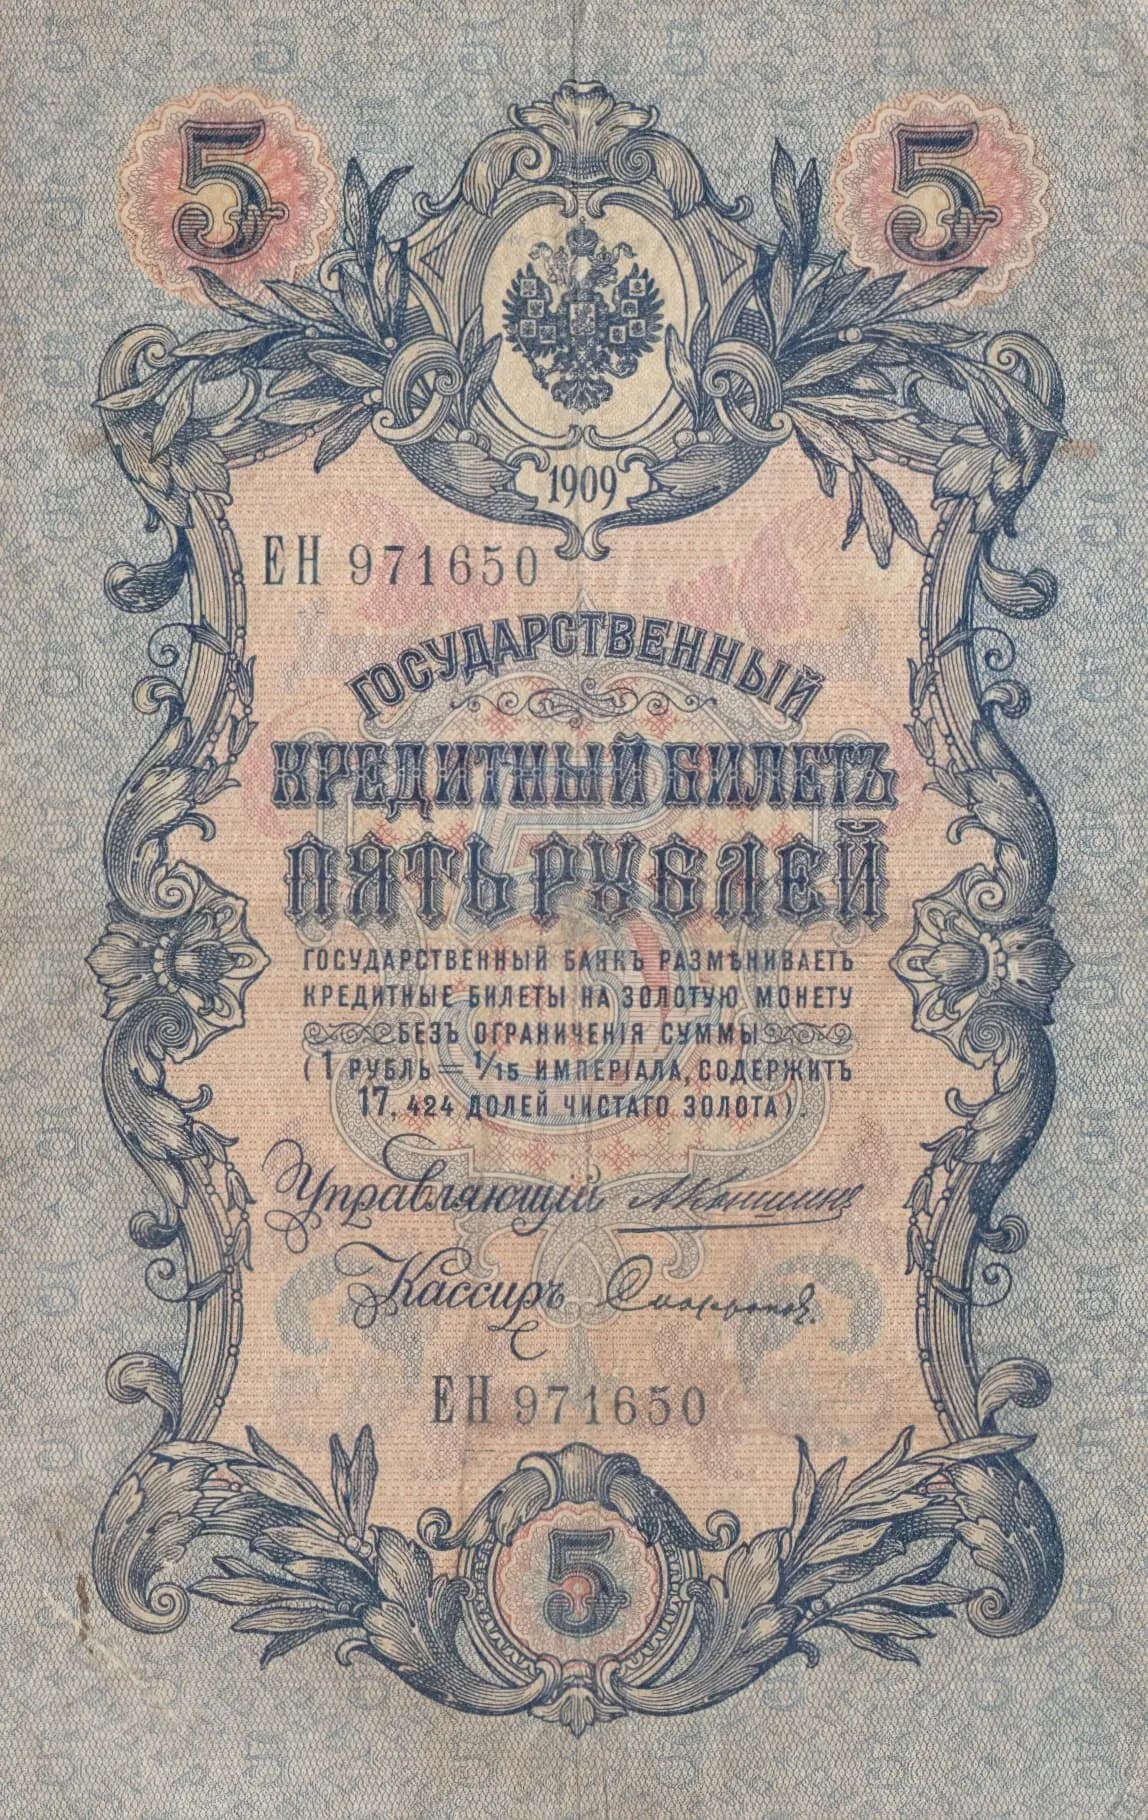 5 5
1909
ЕН 971650
ГОСУДАРСТВЕННЫЙ
КРЕДИТНЫЙ БИЛЕТЪ
ПЯТЬ РУБЛЕЙ
ГОСУДАРСТВЕННЫЙ БАНКЪ РАЗМѢНИВАЕТЪ
КРЕДИТНЫЕ БИЛЕТЫ НА ЗОЛОТУЮ МОНЕТУ
БЕЗЪ ОГРАНИЧЕНІЯ СУММЫ
(1 РУБЛЬ = 1/15 ИМПЕРІАЛА, СОДЕРЖИТЪ
17, 424 ДОЛЕЙ ЧИСТАГО ЗОЛОТА).
Управляющій АКоншинъ
Кассиръ
ЕН 971650
5